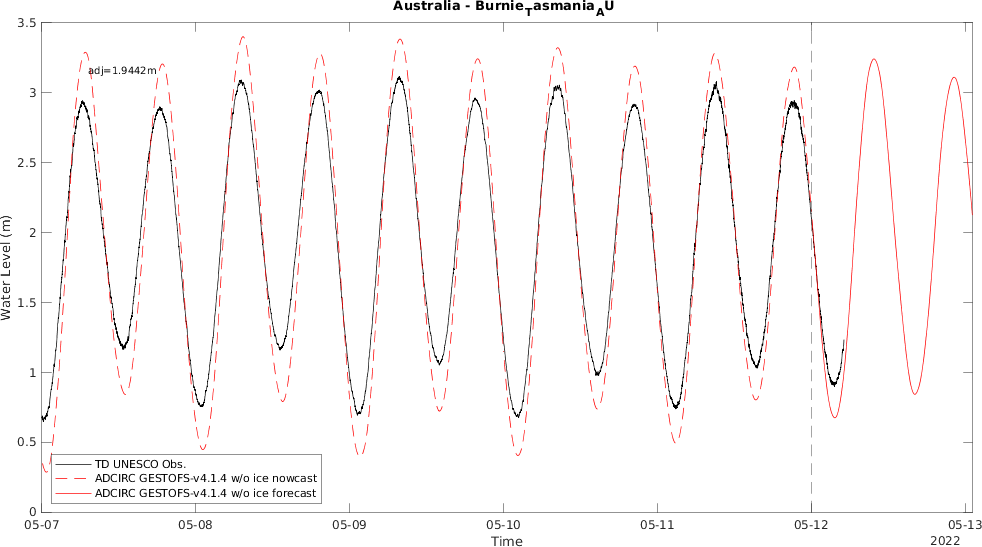 Australia - Burnie_Tasmania_AU
3.5
adj=1.9442m
3
2.5
2
Water Level (m)
1.5
1
0.5
TD UNESCO Obs.
ADCIRC GESTOFS-v4.1.4 w/o ice nowcast
ADCIRC GESTOFS-v4.1.4 w/o ice forecast
0
05-07 05-08 05-09 05-10 05-11 05-12 05-13
Time
2022